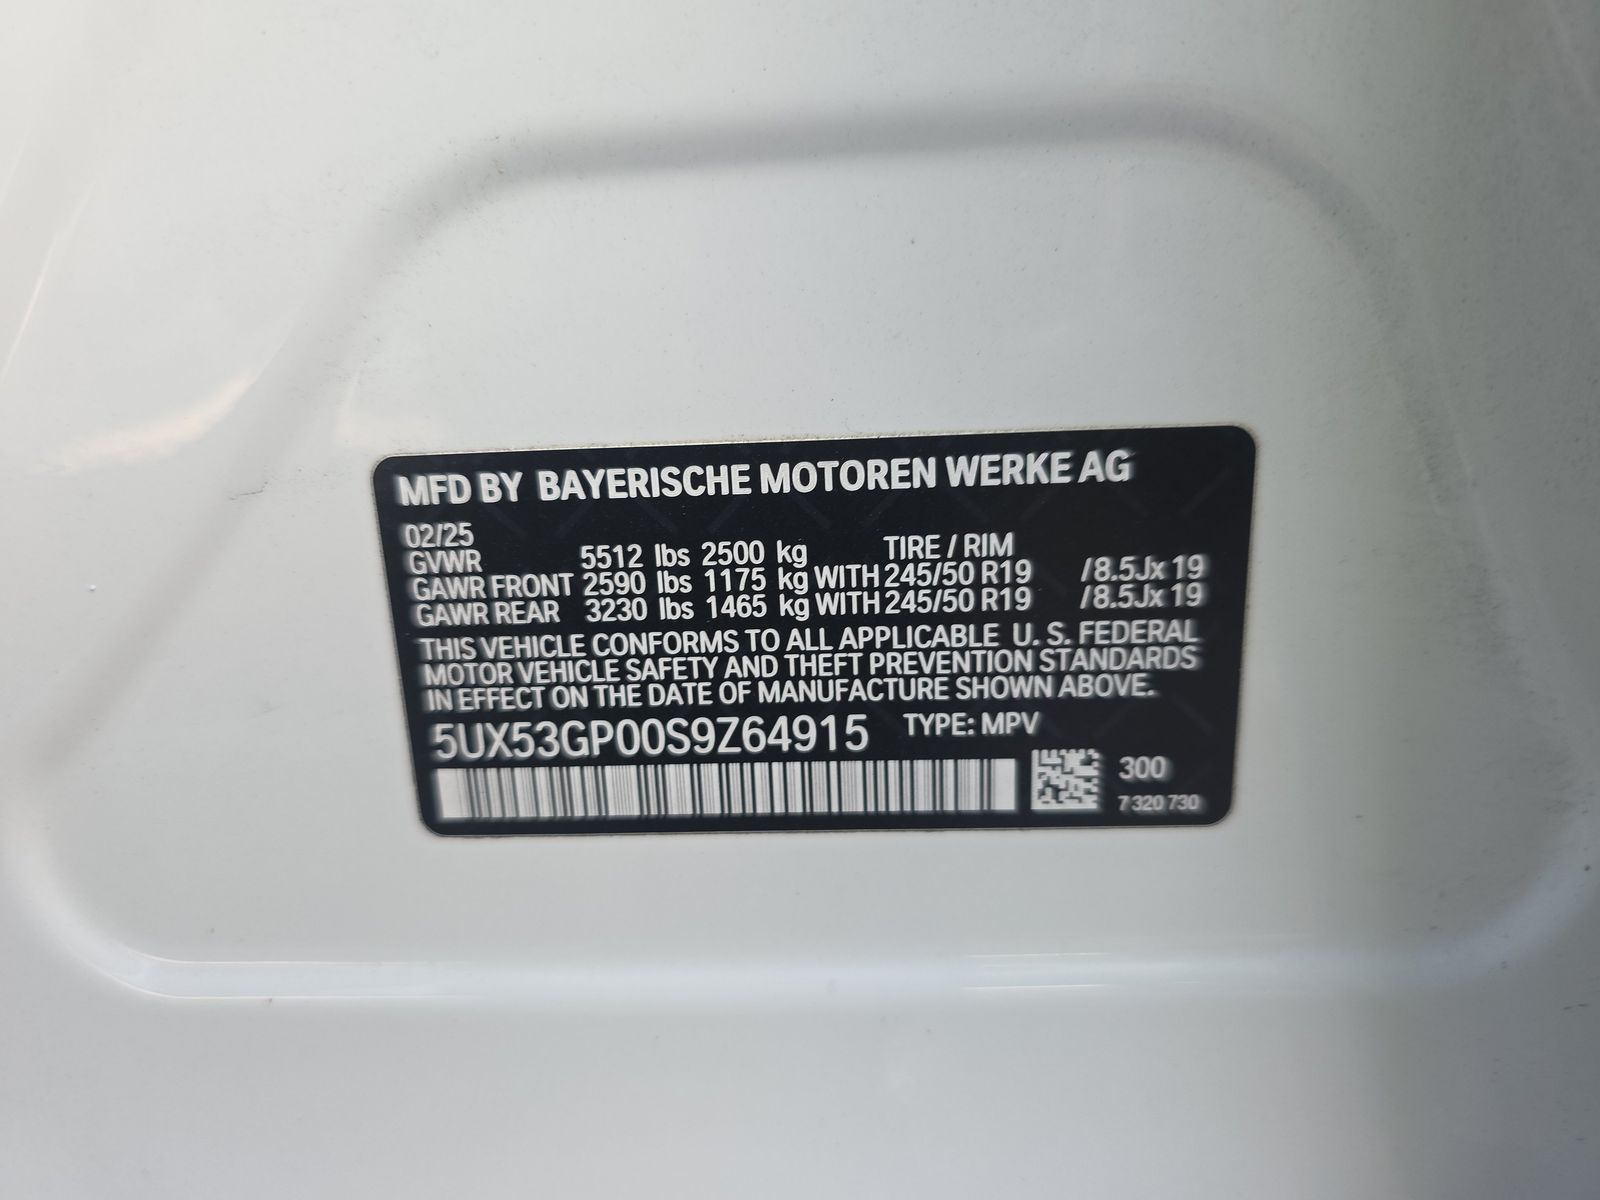 MFD BY BAYERISCHE MOTOREN WERKE AG
02/25
GVWR 5512 lbs 2500 kg TIRE / RIM
GAWR FRONT 2590 lbs 1175 kg WITH 245/50 R19 /8.5Jx 19
GAWR REAR 3230 lbs 1465 kg WITH 245/50 R19 /8.5Jx 19
THIS VEHICLE CONFORMS TO ALL APPLICABLE U. S. FEDERAL
MOTOR VEHICLE SAFETY AND THEFT PREVENTION STANDARDS
IN EFFECT ON THE DATE OF MANUFACTURE SHOWN ABOVE.
5UX53GP00S9Z64915 TYPE: MPV
300
7 320 730